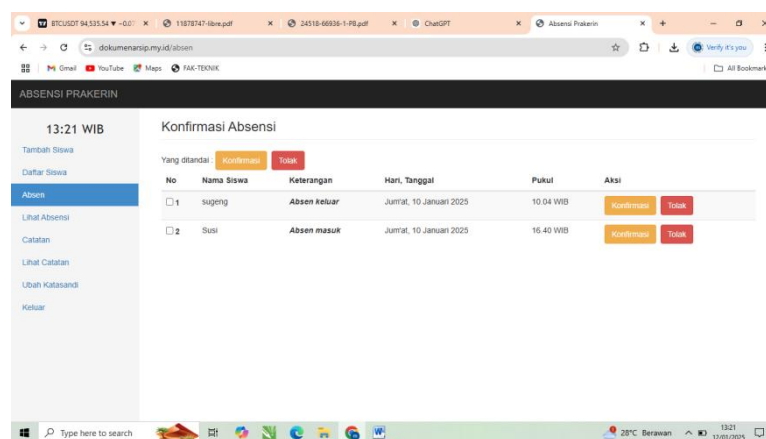 BTCUSDT 94,535.54 ▼ −0.0
11878747-libre.pdf
24518-66936-1-PB.pdf
ChatGPT
Absensi Prakerin
dokumenarsip.my.id/absen
Verify it's you
Gmail YouTube Maps FAK-TEKNIK
All Bookmark
ABSENSI PRAKERIN
13:21 WIB
Tambah Siswa
Daftar Siswa
Absen
Lihat Absensi
Catatan
Lihat Catatan
Ubah Katasandi
Keluar
Konfirmasi Absensi
Yang ditandai : Konfirmasi Tolak
No Nama Siswa Keterangan Hari, Tanggal Pukul Aksi
1 sugeng Absen keluar Jum'at, 10 Januari 2025 10.04 WIB Konfirmasi Tolak
2 Susi Absen masuk Jum'at, 10 Januari 2025 16.40 WIB Konfirmasi Tolak
Type here to search
28°C Berawan
13:21
12/01/2025